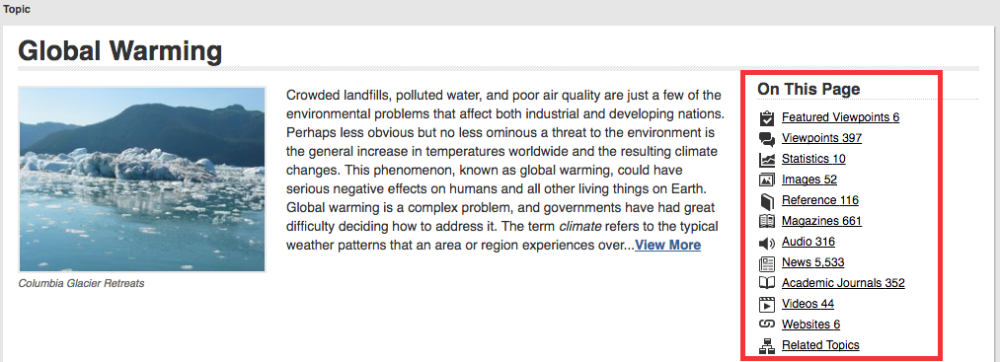 Topic
Global Warming
Crowded landfills, polluted water, and poor air quality are just a few of the
environmental problems that affect both industrial and developing nations.
Perhaps less obvious but no less ominous a threat to the environment is
the general increase in temperatures worldwide and the resulting climate
changes. This phenomenon, known as global warming, could have
serious negative effects on humans and all other living things on Earth.
Global warming is a complex problem, and governments have had great
difficulty deciding how to address it. The term climate refers to the typical
weather patterns that an area or region experiences over...View More
Columbia Glacier Retreats
On This Page
Featured Viewpoints 6
Viewpoints 397
Statistics 10
Images 52
Reference 116
Magazines 661
Audio 316
News 5,533
Academic Journals 352
Videos 44
Websites 6
Related Topics